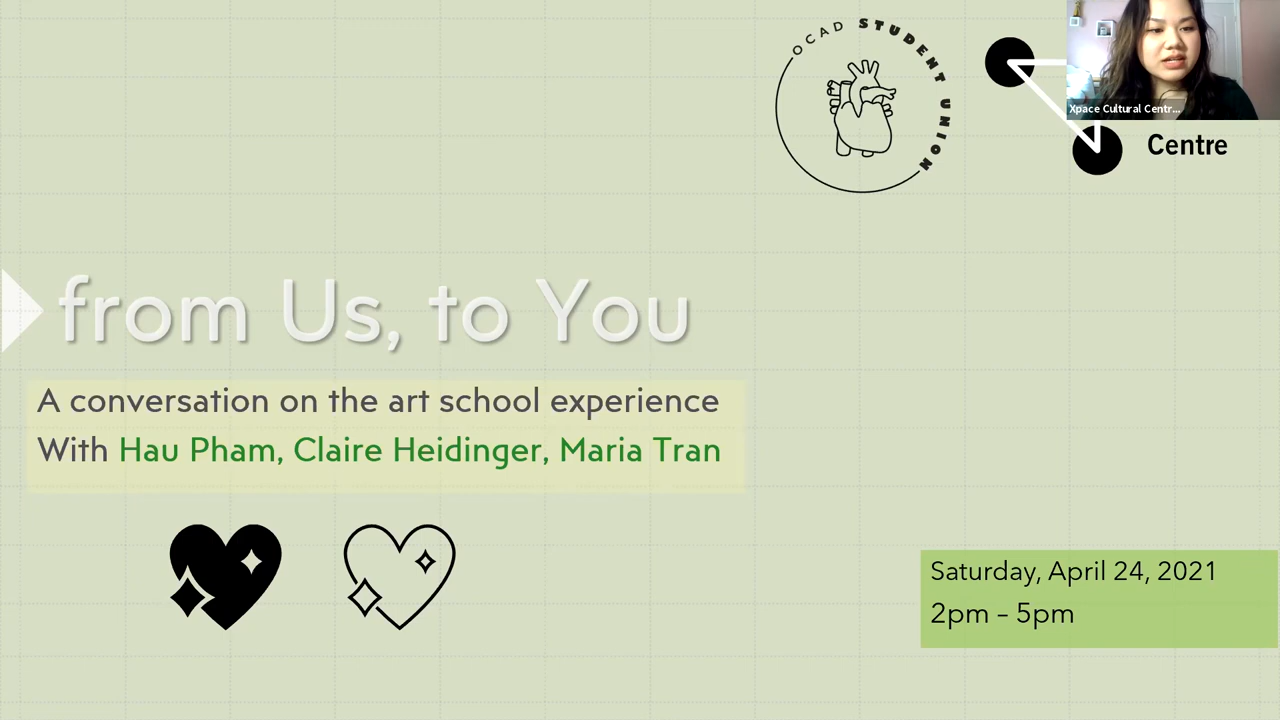 OCAD STUDENT UNION
Xpace Cultural Centr...
Centre
from Us, to You
A conversation on the art school experience
With Hau Pham, Claire Heidinger, Maria Tran
Saturday, April 24, 2021
2pm – 5pm